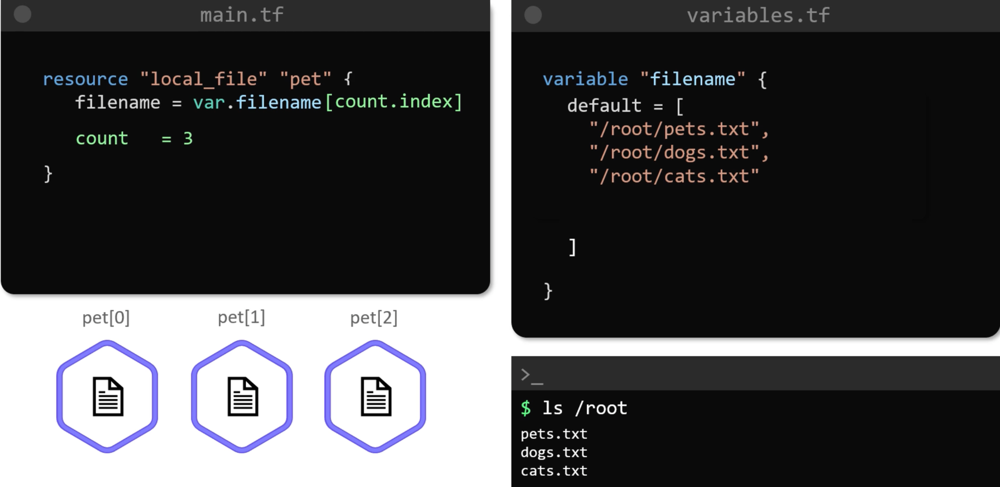 main.tf
resource "local_file" "pet" {
filename = var.filename[count.index]
count = 3
}
pet[0] pet[1] pet[2]
variables.tf
variable "filename" {
default = [
"/root/pets.txt",
"/root/dogs.txt",
"/root/cats.txt"
]
}
>_
$ ls /root
pets.txt
dogs.txt
cats.txt